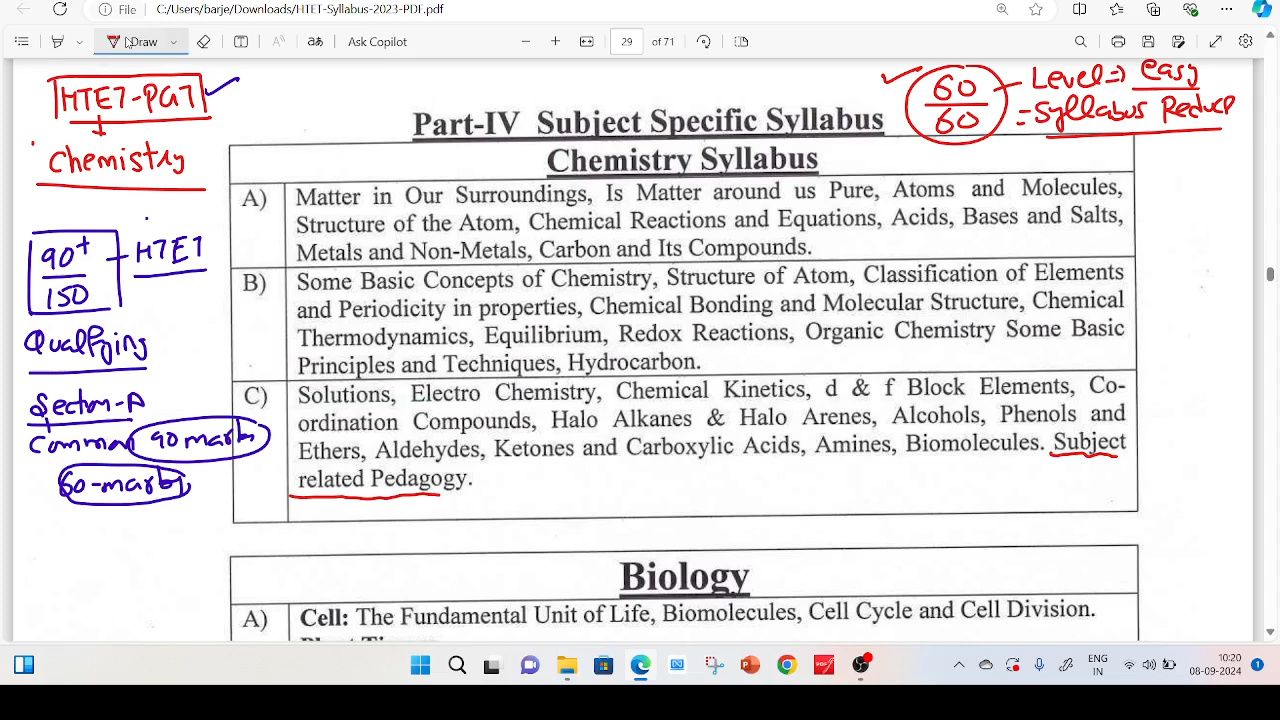 File C:/Users/barje/Downloads/HTET-Syllabus-2023-PDF.pdf
Draw
aあ Ask Copilot
29 of 71
HTET-PGT
Chemistry
60
60
Level => easy
= Syllabus Reduce
Part-IV Subject Specific Syllabus
Chemistry Syllabus
A) Matter in Our Surroundings, Is Matter around us Pure, Atoms and Molecules,
Structure of the Atom, Chemical Reactions and Equations, Acids, Bases and Salts,
Metals and Non-Metals, Carbon and Its Compounds.
B) Some Basic Concepts of Chemistry, Structure of Atom, Classification of Elements
and Periodicity in properties, Chemical Bonding and Molecular Structure, Chemical
Thermodynamics, Equilibrium, Redox Reactions, Organic Chemistry Some Basic
Principles and Techniques, Hydrocarbon.
C) Solutions, Electro Chemistry, Chemical Kinetics, d & f Block Elements, Co-
ordination Compounds, Halo Alkanes & Halo Arenes, Alcohols, Phenols and
Ethers, Aldehydes, Ketones and Carboxylic Acids, Amines, Biomolecules. Subject
related Pedagogy.
90+
150
HTET
Qualifying
Section-A
Common 90 marks
60-marks
Biology
A) Cell: The Fundamental Unit of Life, Biomolecules, Cell Cycle and Cell Division.
ENG
IN
10:20
08-09-2024
1